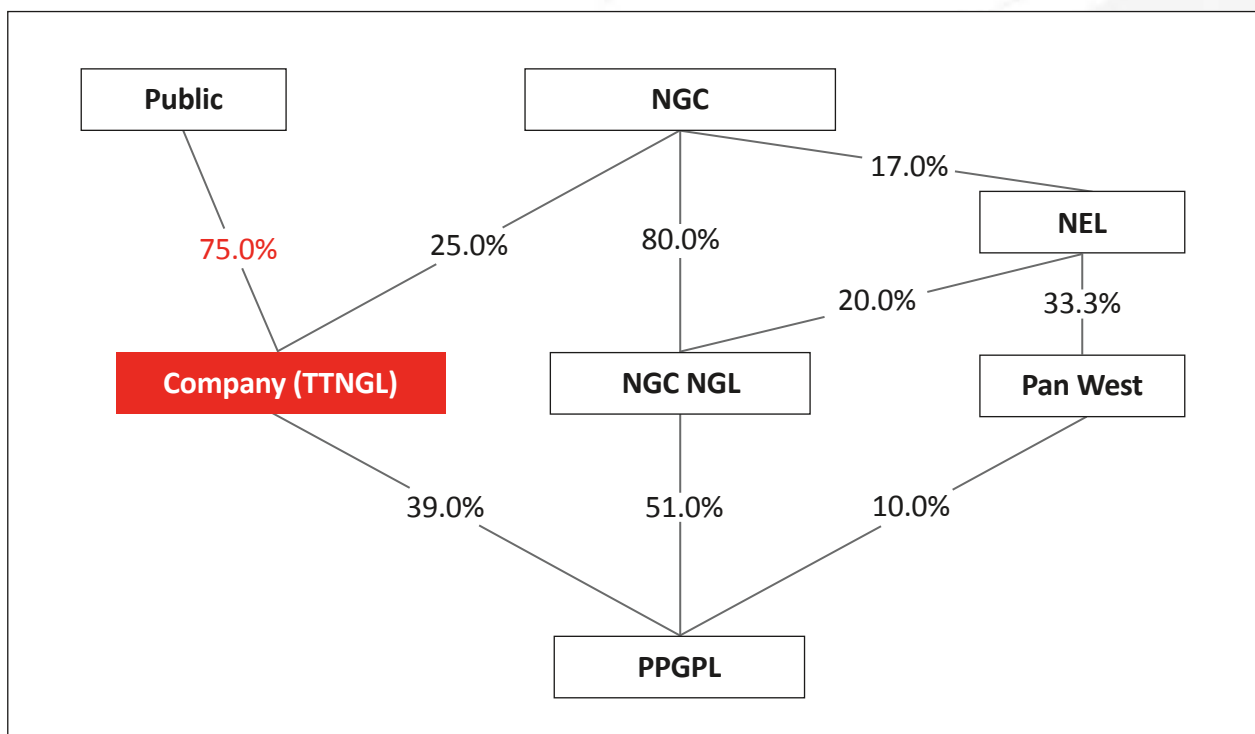 Public
NGC
17.0%
NEL
75.0%
25.0%
80.0%
20.0%
33.3%
Company (TTNGL)
NGC NGL
Pan West
39.0%
51.0%
10.0%
PPGPL